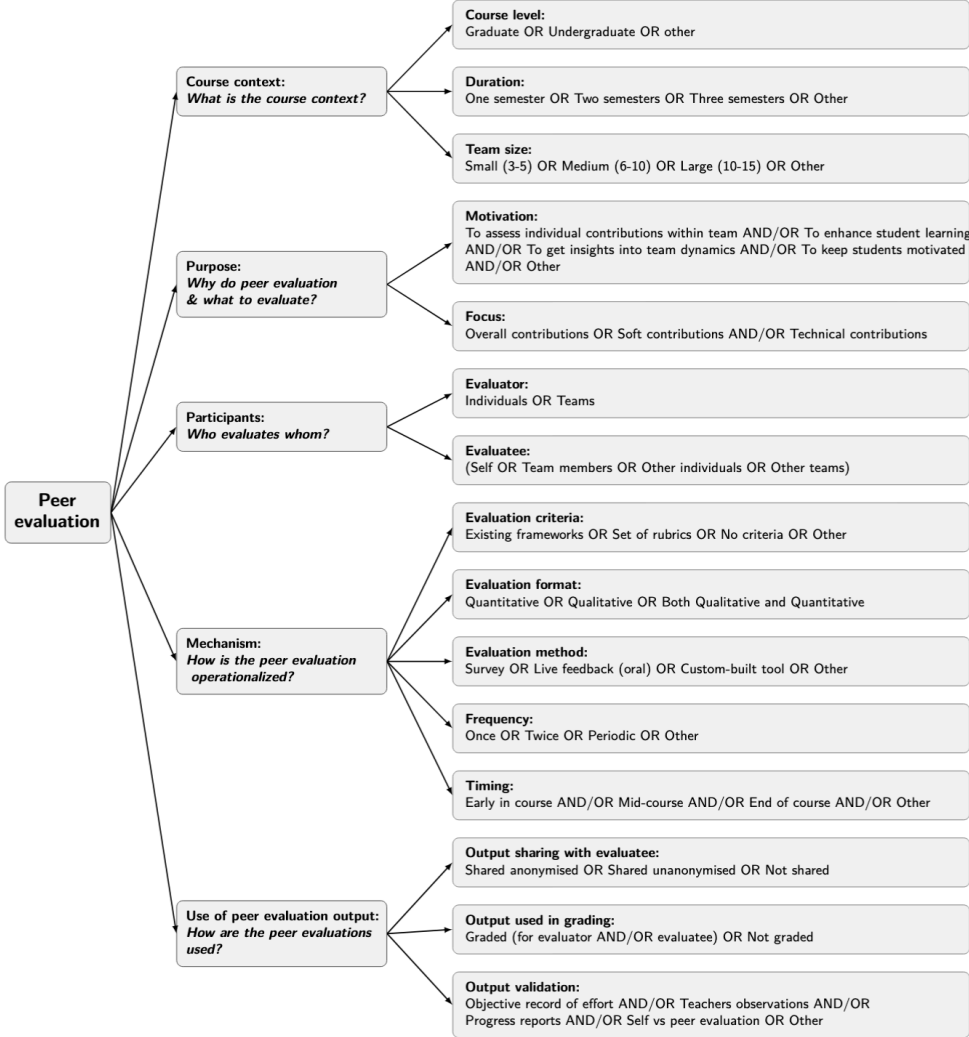 Peer
evaluation
Course context:
What is the course context?
Course level:
Graduate OR Undergraduate OR other
Duration:
One semester OR Two semesters OR Three semesters OR Other
Team size:
Small (3-5) OR Medium (6-10) OR Large (10-15) OR Other
Purpose:
Why do peer evaluation
& what to evaluate?
Motivation:
To assess individual contributions within team AND/OR To enhance student learning
AND/OR To get insights into team dynamics AND/OR To keep students motivated
AND/OR Other
Focus:
Overall contributions OR Soft contributions AND/OR Technical contributions
Participants:
Who evaluates whom?
Evaluator:
Individuals OR Teams
Evaluatee:
(Self OR Team members OR Other individuals OR Other teams)
Mechanism:
How is the peer evaluation
operationalized?
Evaluation criteria:
Existing frameworks OR Set of rubrics OR No criteria OR Other
Evaluation format:
Quantitative OR Qualitative OR Both Qualitative and Quantitative
Evaluation method:
Survey OR Live feedback (oral) OR Custom-built tool OR Other
Frequency:
Once OR Twice OR Periodic OR Other
Timing:
Early in course AND/OR Mid-course AND/OR End of course AND/OR Other
Use of peer evaluation output:
How are the peer evaluations
used?
Output sharing with evaluatee:
Shared anonymised OR Shared unanonymised OR Not shared
Output used in grading:
Graded (for evaluator AND/OR evaluatee) OR Not graded
Output validation:
Objective record of effort AND/OR Teachers observations AND/OR
Progress reports AND/OR Self vs peer evaluation OR Other